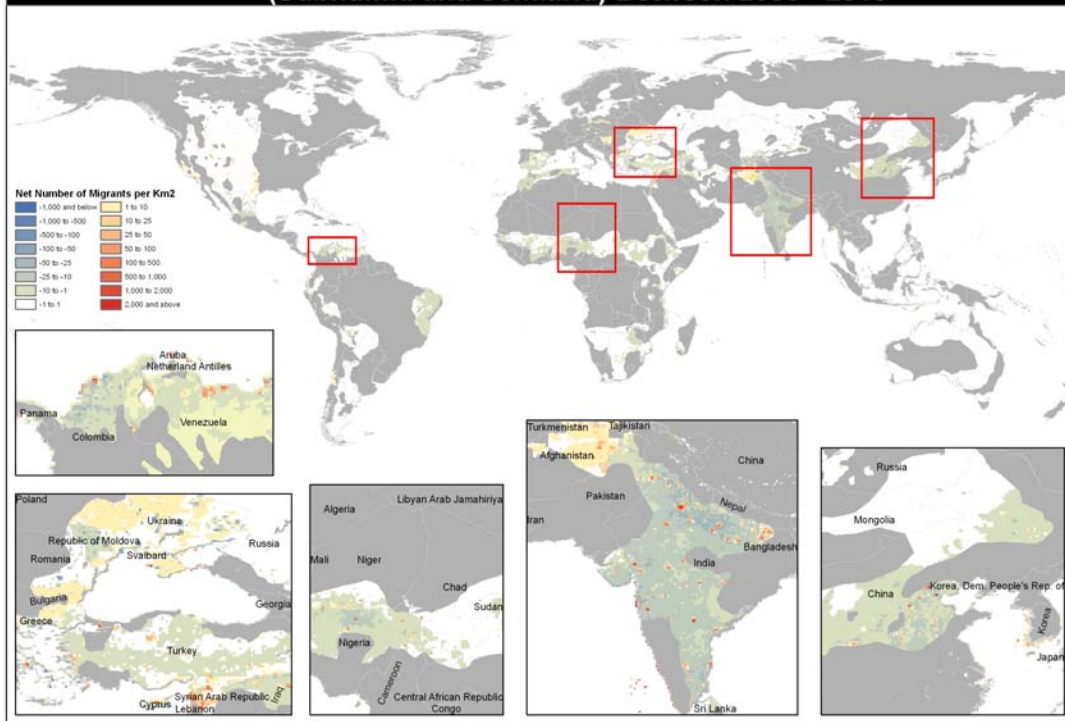 Net Number of Migrants per Km2
-1,000 and below
1 to 10
-1,000 to -500
10 to 25
-500 to -100
25 to 50
-100 to -50
50 to 100
-50 to -25
100 to 500
-25 to -10
500 to 1,000
-10 to -1
1,000 to 2,000
-1 to 1
2,000 and above
Aruba
Netherland Antilles
Panama
Venezuela
Colombia
Poland
Ukraine
Republic of Moldova
Russia
Romania
Svalbard
Bulgaria
Georgia
Greece
Turkey
Syrian Arab Republic
Iraq
Cyprus
Lebanon
Libyan Arab Jamahiriya
Algeria
Mali
Niger
Chad
Sudan
Nigeria
Cameroon
Central African Republic
Congo
Turkmenistan
Tajikistan
Afghanistan
China
Pakistan
Iran
Nepal
Bangladesh
India
Sri Lanka
Russia
Mongolia
Korea, Dem. People's Rep. of
China
Korea
Japan